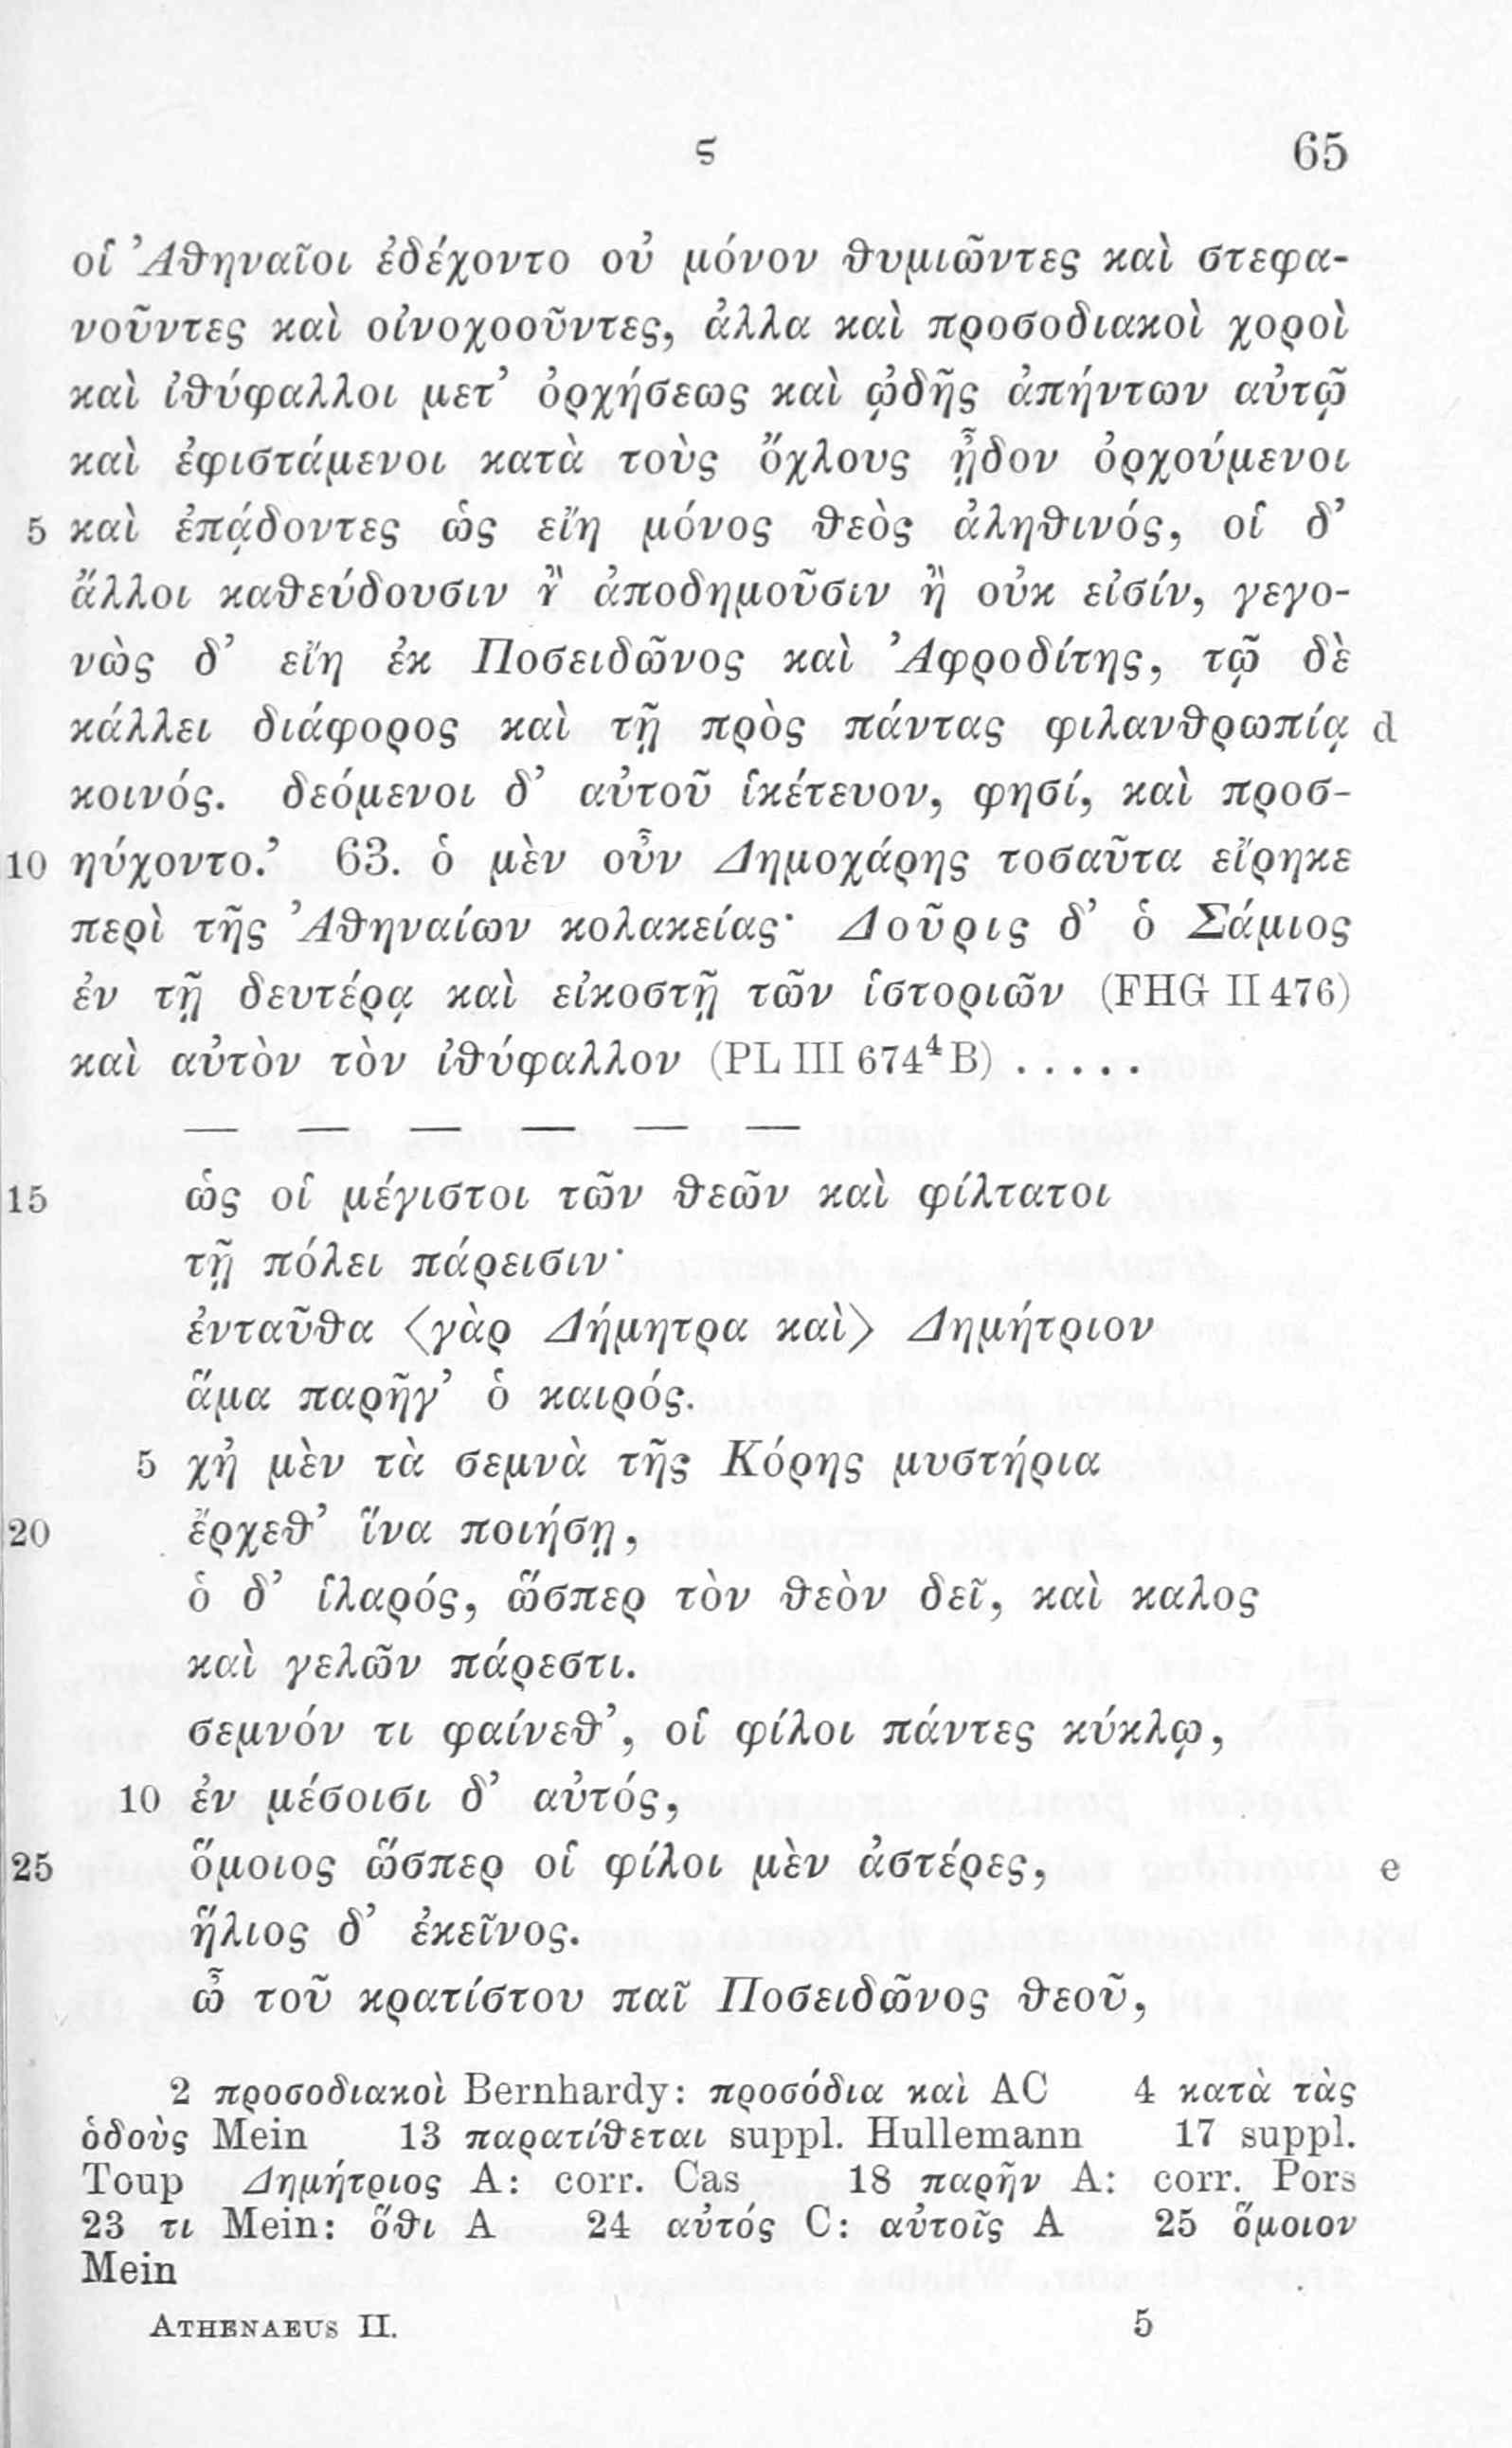 ϛ 65
οἱ Ἀθηναῖοι ἐδέχοντο οὐ μόνον θυμιῶντες καὶ στεφα-
νοῦντες καὶ οἰνοχοοῦντες, ἀλλα καὶ προσοδιακοὶ χοροὶ
καὶ ἰθύφαλλοι μετ’ ὀρχήσεως καὶ ᾠδῆς ἀπήντων αὐτῷ
καὶ ἐφιστάμενοι κατὰ τοὺς ὄχλους ᾖδον ὀρχούμενοι
5 καὶ ἐπᾴδοντες ὡς εἴη μόνος θεὸς ἀληθινός, οἱ δ’
ἄλλοι καθεύδουσιν ἢ ἀποδημοῦσιν ἢ οὐκ εἰσίν, γεγο-
νὼς δ’ εἴη ἐκ Ποσειδῶνος καὶ Ἀφροδίτης, τῷ δὲ
κάλλει διάφορος καὶ τῇ πρὸς πάντας φιλανθρωπίᾳ d
κοινός. δεόμενοι δ’ αὐτοῦ ἱκέτευον, φησί, καὶ προσ-
10 ηύχοντο.’ 63. ὁ μὲν οὖν Δημοχάρης τοσαῦτα εἴρηκε
περὶ τῆς Ἀθηναίων κολακείας· Δοῦρις δ’ ὁ Σάμιος
ἐν τῇ δευτέρᾳ καὶ εἰκοστῇ τῶν ἱστοριῶν (FHG II 476)
καὶ αὐτὸν τὸν ἰθύφαλλον (PL III 674⁴ B) . . . . .
— — — — — —
15 ὡς οἱ μέγιστοι τῶν θεῶν καὶ φίλτατοι
τῇ πόλει πάρεισιν·
ἐνταῦθα ⟨γὰρ Δήμητρα καὶ⟩ Δημήτριον
ἅμα παρῆγ’ ὁ καιρός.
5 χἠ μὲν τὰ σεμνὰ τῆς Κόρης μυστήρια
20 ἔρχεθ’ ἵνα ποιήσῃ,
ὁ δ’ ἱλαρός, ὥσπερ τὸν θεὸν δεῖ, καὶ καλος
καὶ γελῶν πάρεστι.
σεμνόν τι φαίνεθ’, οἱ φίλοι πάντες κύκλῳ,
10 ἐν μέσοισι δ’ αὐτός,
25 ὅμοιος ὥσπερ οἱ φίλοι μὲν ἀστέρες, e
ἥλιος δ’ ἐκεῖνος.
ὦ τοῦ κρατίστου παῖ Ποσειδῶνος θεοῦ,
2 προσοδιακοὶ Bernhardy: προσόδια καὶ AC 4 κατὰ τὰς
ὁδοὺς Mein 13 παρατίθεται suppl. Hullemann 17 suppl.
Toup Δημήτριος A: corr. Cas 18 παρῆν A: corr. Pors
23 τι Mein: ὅθι A 24 αὐτός C: αὐτοῖς A 25 ὅμοιον
Mein
ATHENAEUS II. 5